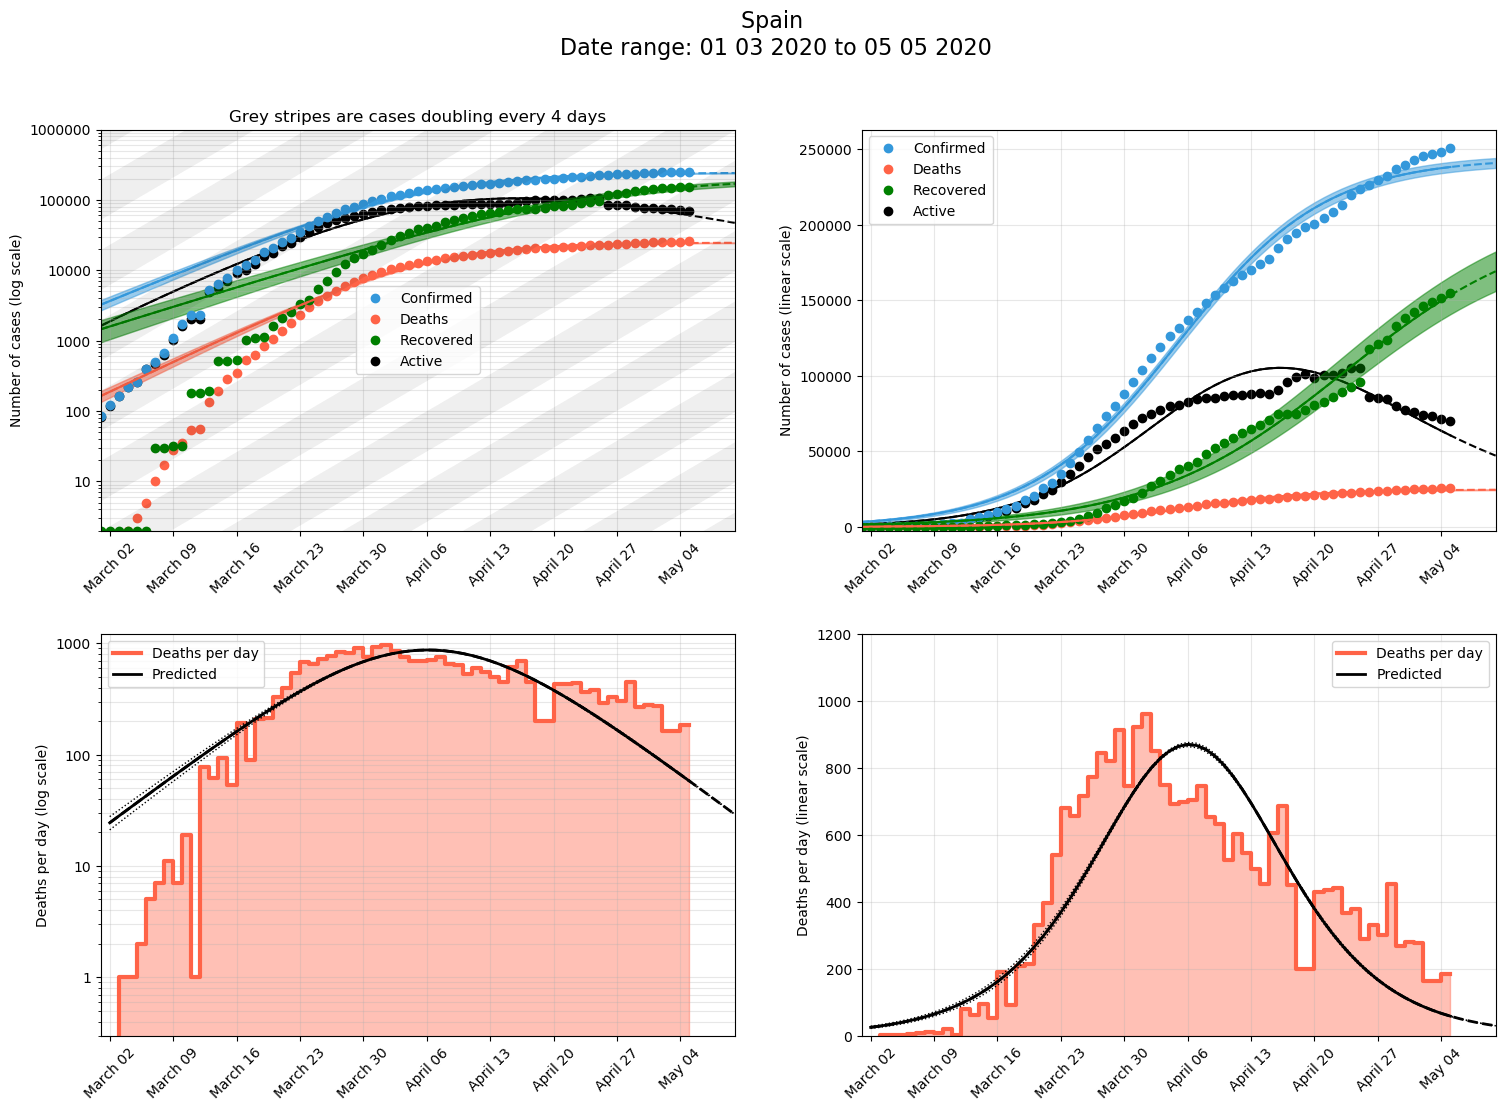 Spain
Date range: 01 03 2020 to 05 05 2020
Grey stripes are cases doubling every 4 days
Number of cases (log scale)
1000000
100000
10000
1000
100
10
Confirmed
Deaths
Recovered
Active
March 02
March 09
March 16
March 23
March 30
April 06
April 13
April 20
April 27
May 04
Number of cases (linear scale)
250000
200000
150000
100000
50000
0
Confirmed
Deaths
Recovered
Active
March 02
March 09
March 16
March 23
March 30
April 06
April 13
April 20
April 27
May 04
Deaths per day (log scale)
1000
100
10
1
Deaths per day
Predicted
March 02
March 09
March 16
March 23
March 30
April 06
April 13
April 20
April 27
May 04
Deaths per day (linear scale)
1200
1000
800
600
400
200
0
Deaths per day
Predicted
March 02
March 09
March 16
March 23
March 30
April 06
April 13
April 20
April 27
May 04